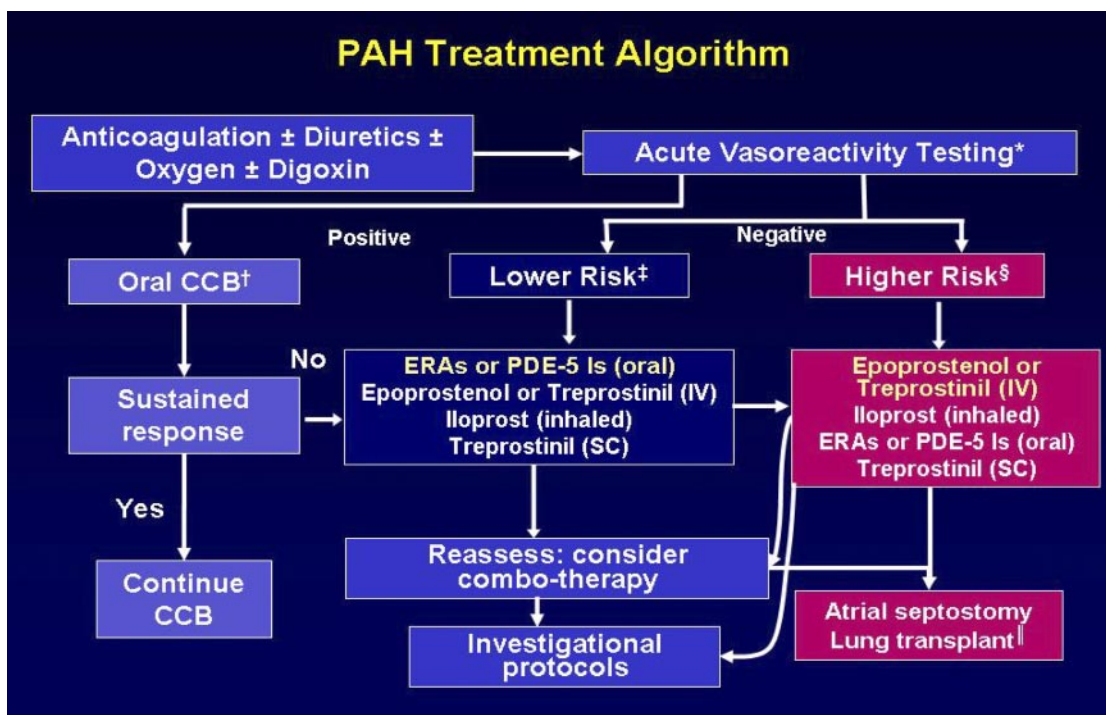 PAH Treatment Algorithm
Anticoagulation ± Diuretics ±
Oxygen ± Digoxin
Acute Vasoreactivity Testing*
Positive
Negative
Oral CCB†
Lower Risk‡
Higher Risk§
No
Sustained
response
ERAs or PDE-5 Is (oral)
Epoprostenol or Treprostinil (IV)
Iloprost (inhaled)
Treprostinil (SC)
Epoprostenol or
Treprostinil (IV)
Iloprost (inhaled)
ERAs or PDE-5 Is (oral)
Treprostinil (SC)
Yes
Continue
CCB
Reassess: consider
combo-therapy
Investigational
protocols
Atrial septostomy
Lung transplant‖